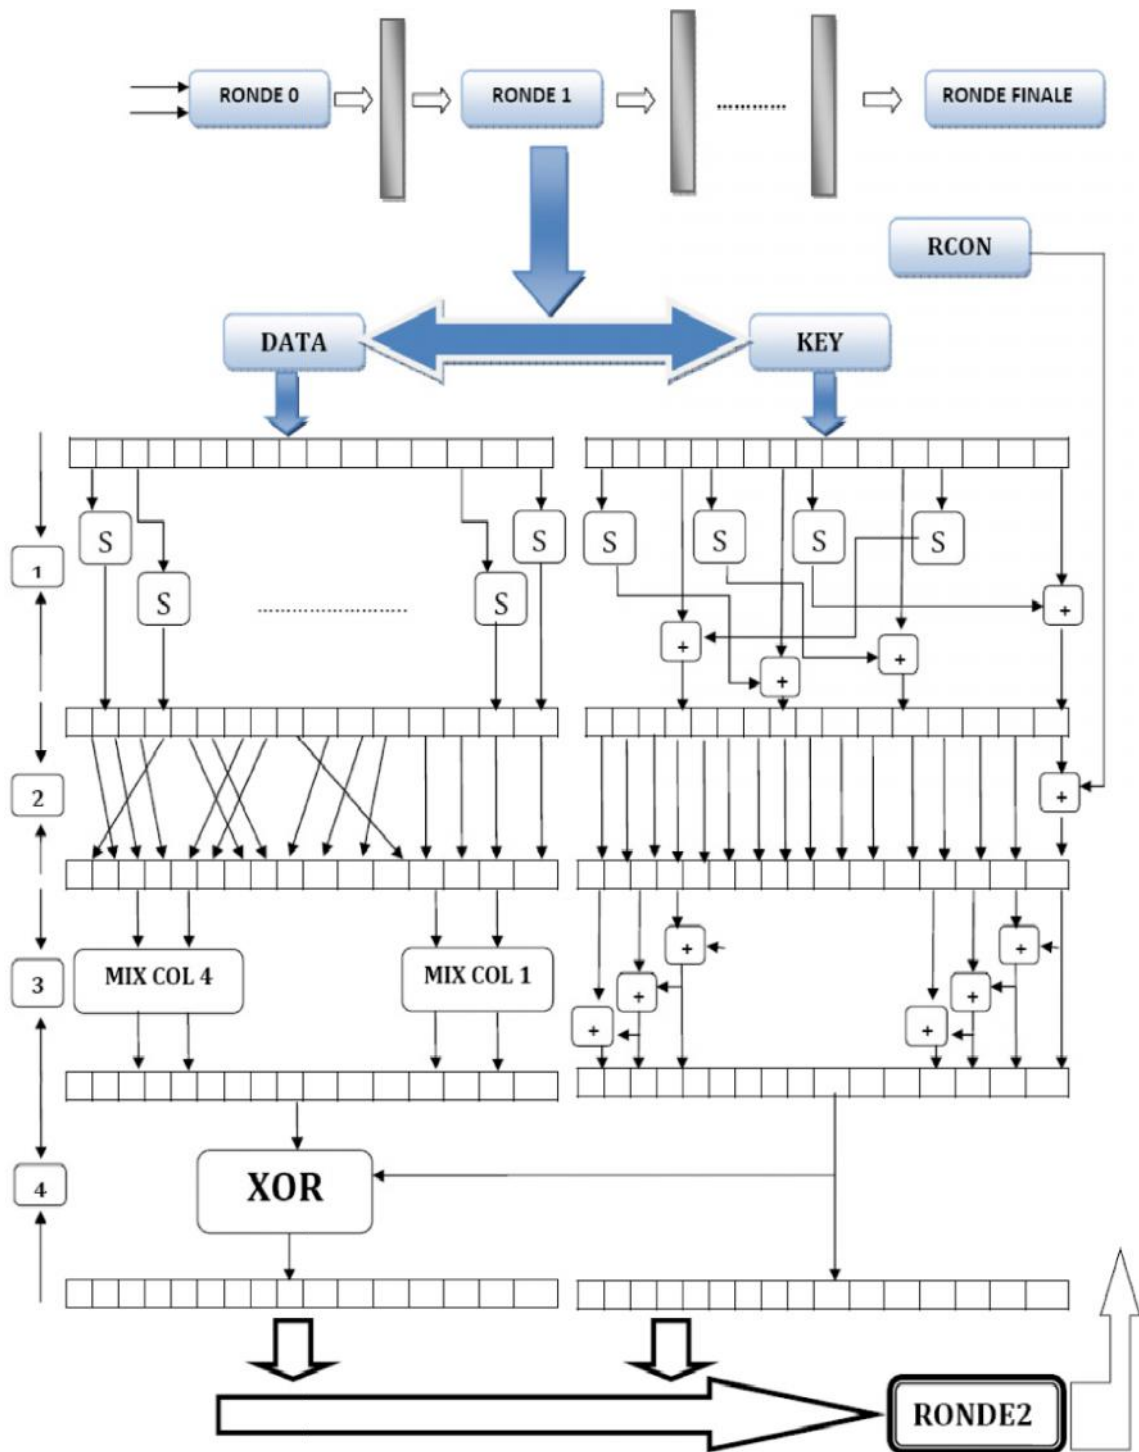 RONDE 0
RONDE 1
............
RONDE FINALE
RCON
DATA
KEY
S S S S S S
1
S S
............................
+
+
+
+
2
+
+ +
MIX COL 4
MIX COL 1
3
+ +
+ +
XOR
4
RONDE2